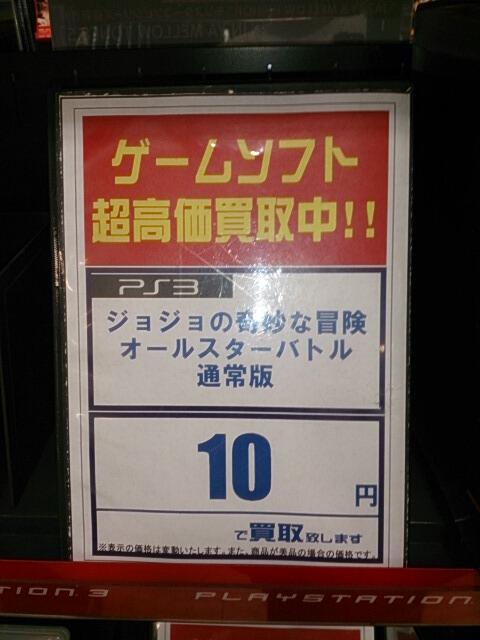 ゲームソフト
超高価買取中!!
PS3
ジョジョの奇妙な冒険
オールスターバトル
通常版
10
円
で買取致します
※表示の価格は変動いたします。また、商品が美品の場合の価格です。
TION 3 PLAYSTATION